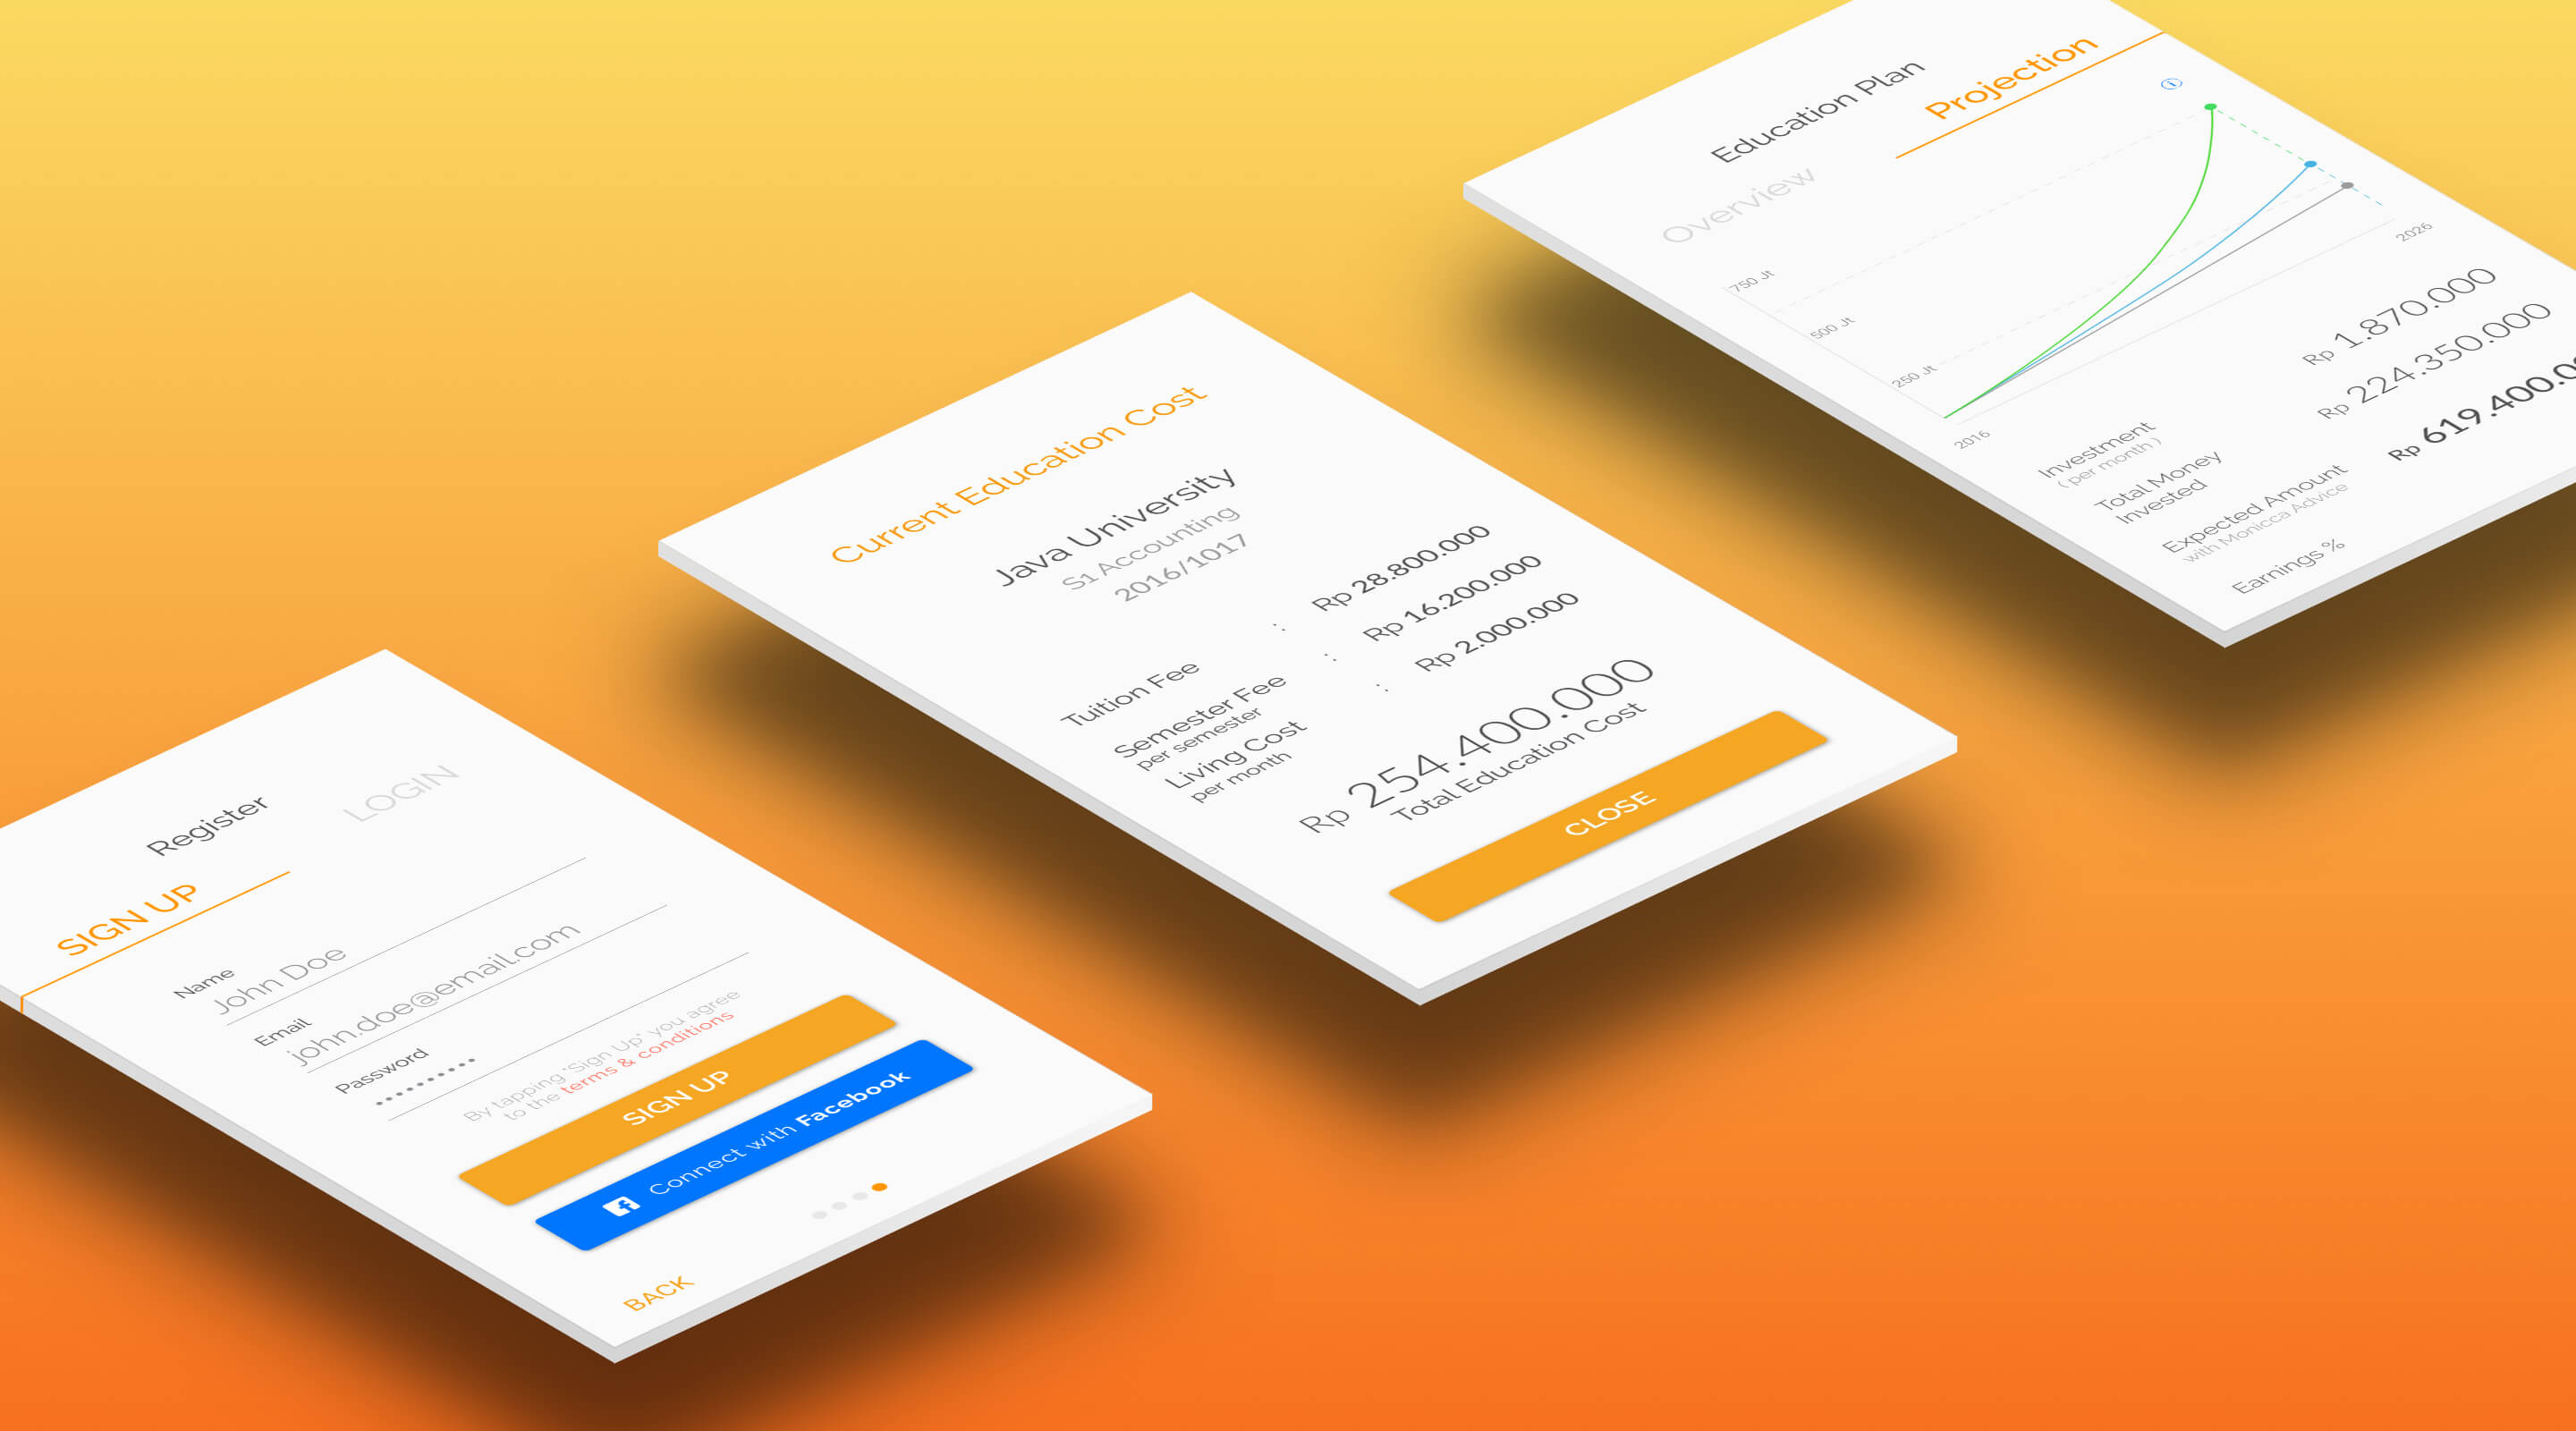 Register
SIGN UP
LOGIN
Name
John Doe
Email
john.doe@email.com
Password
By tapping "Sign Up" you agree
to the terms & conditions
SIGN UP
Connect with Facebook
BACK
Current Education Cost
Java University
S1 Accounting
2016/1017
Tuition Fee : Rp 28.800.000
Semester Fee : Rp 16.200.000
per semester
Living Cost : Rp 2.000.000
per month
Rp 254.400.000
Total Education Cost
CLOSE
Education Plan
Overview
Projection
750 Jt
500 Jt
250 Jt
2016
2026
Investment Rp 1.870.000
( per month )
Total Money Rp 224.350.000
Invested
Expected Amount Rp 619.400.0
with Monicca Advice
Earnings %